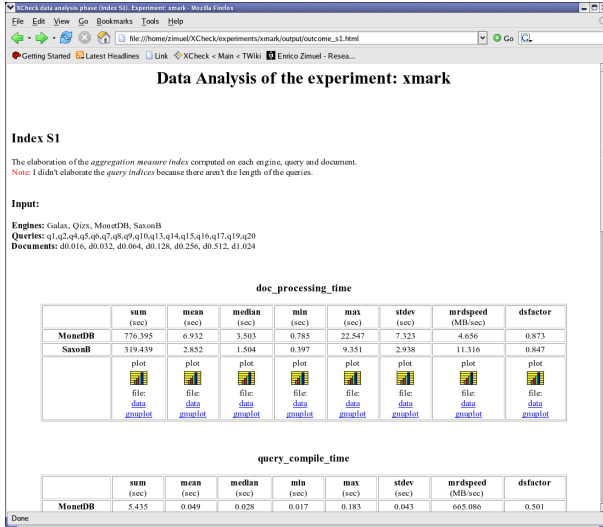 XCheck data analysis phase (Index S1). Experiment: xmark - Mozilla Firefox
File Edit View Go Bookmarks Tools Help
file:///home/zimuel/XCheck/experiments/xmark/output/outcome_s1.html Go
Getting Started Latest Headlines Link XCheck < Main < TWiki Enrico Zimuel - Resea...
Data Analysis of the experiment: xmark
Index S1
The elaboration of the aggregation measure index computed on each engine, query and document.
Note: I didn't elaborate the query indices because there aren't the length of the queries.
Input:
Engines: Galax, Qizx, MonetDB, SaxonB
Queries: q1,q2,q4,q5,q6,q7,q8,q9,q10,q13,q14,q15,q16,q17,q19,q20
Documents: d0.016, d0.032, d0.064, d0.128, d0.256, d0.512, d1.024
doc_processing_time
sum mean median min max stdev mrdspeed dsfactor
(sec) (sec) (sec) (sec) (sec) (sec) (MB/sec)
MonetDB 776.395 6.932 3.503 0.785 22.547 7.323 4.656 0.873
SaxonB 319.439 2.852 1.504 0.397 9.351 2.938 11.316 0.847
plot plot plot plot plot plot plot plot
file: file: file: file: file: file: file: file:
data data data data data data data data
gnuplot gnuplot gnuplot gnuplot gnuplot gnuplot gnuplot gnuplot
query_compile_time
sum mean median min max stdev mrdspeed dsfactor
(sec) (sec) (sec) (sec) (sec) (sec) (MB/sec)
MonetDB 5.435 0.049 0.028 0.017 0.183 0.043 665.086 0.501
Done